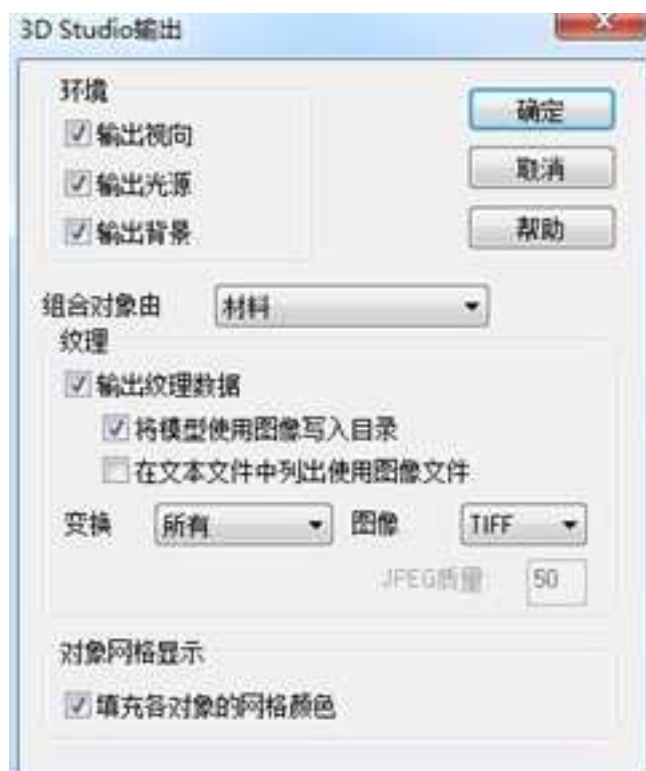 3D Studio输出
环境
输出视向
输出光源
输出背景
确定
取消
帮助
组合对象由 材料
纹理
输出纹理数据
将模型使用图像写入目录
在文本文件中列出使用图像文件
变换 所有 图像 TIFF
JPEG质量 50
对象网格显示
填充各对象的网格颜色